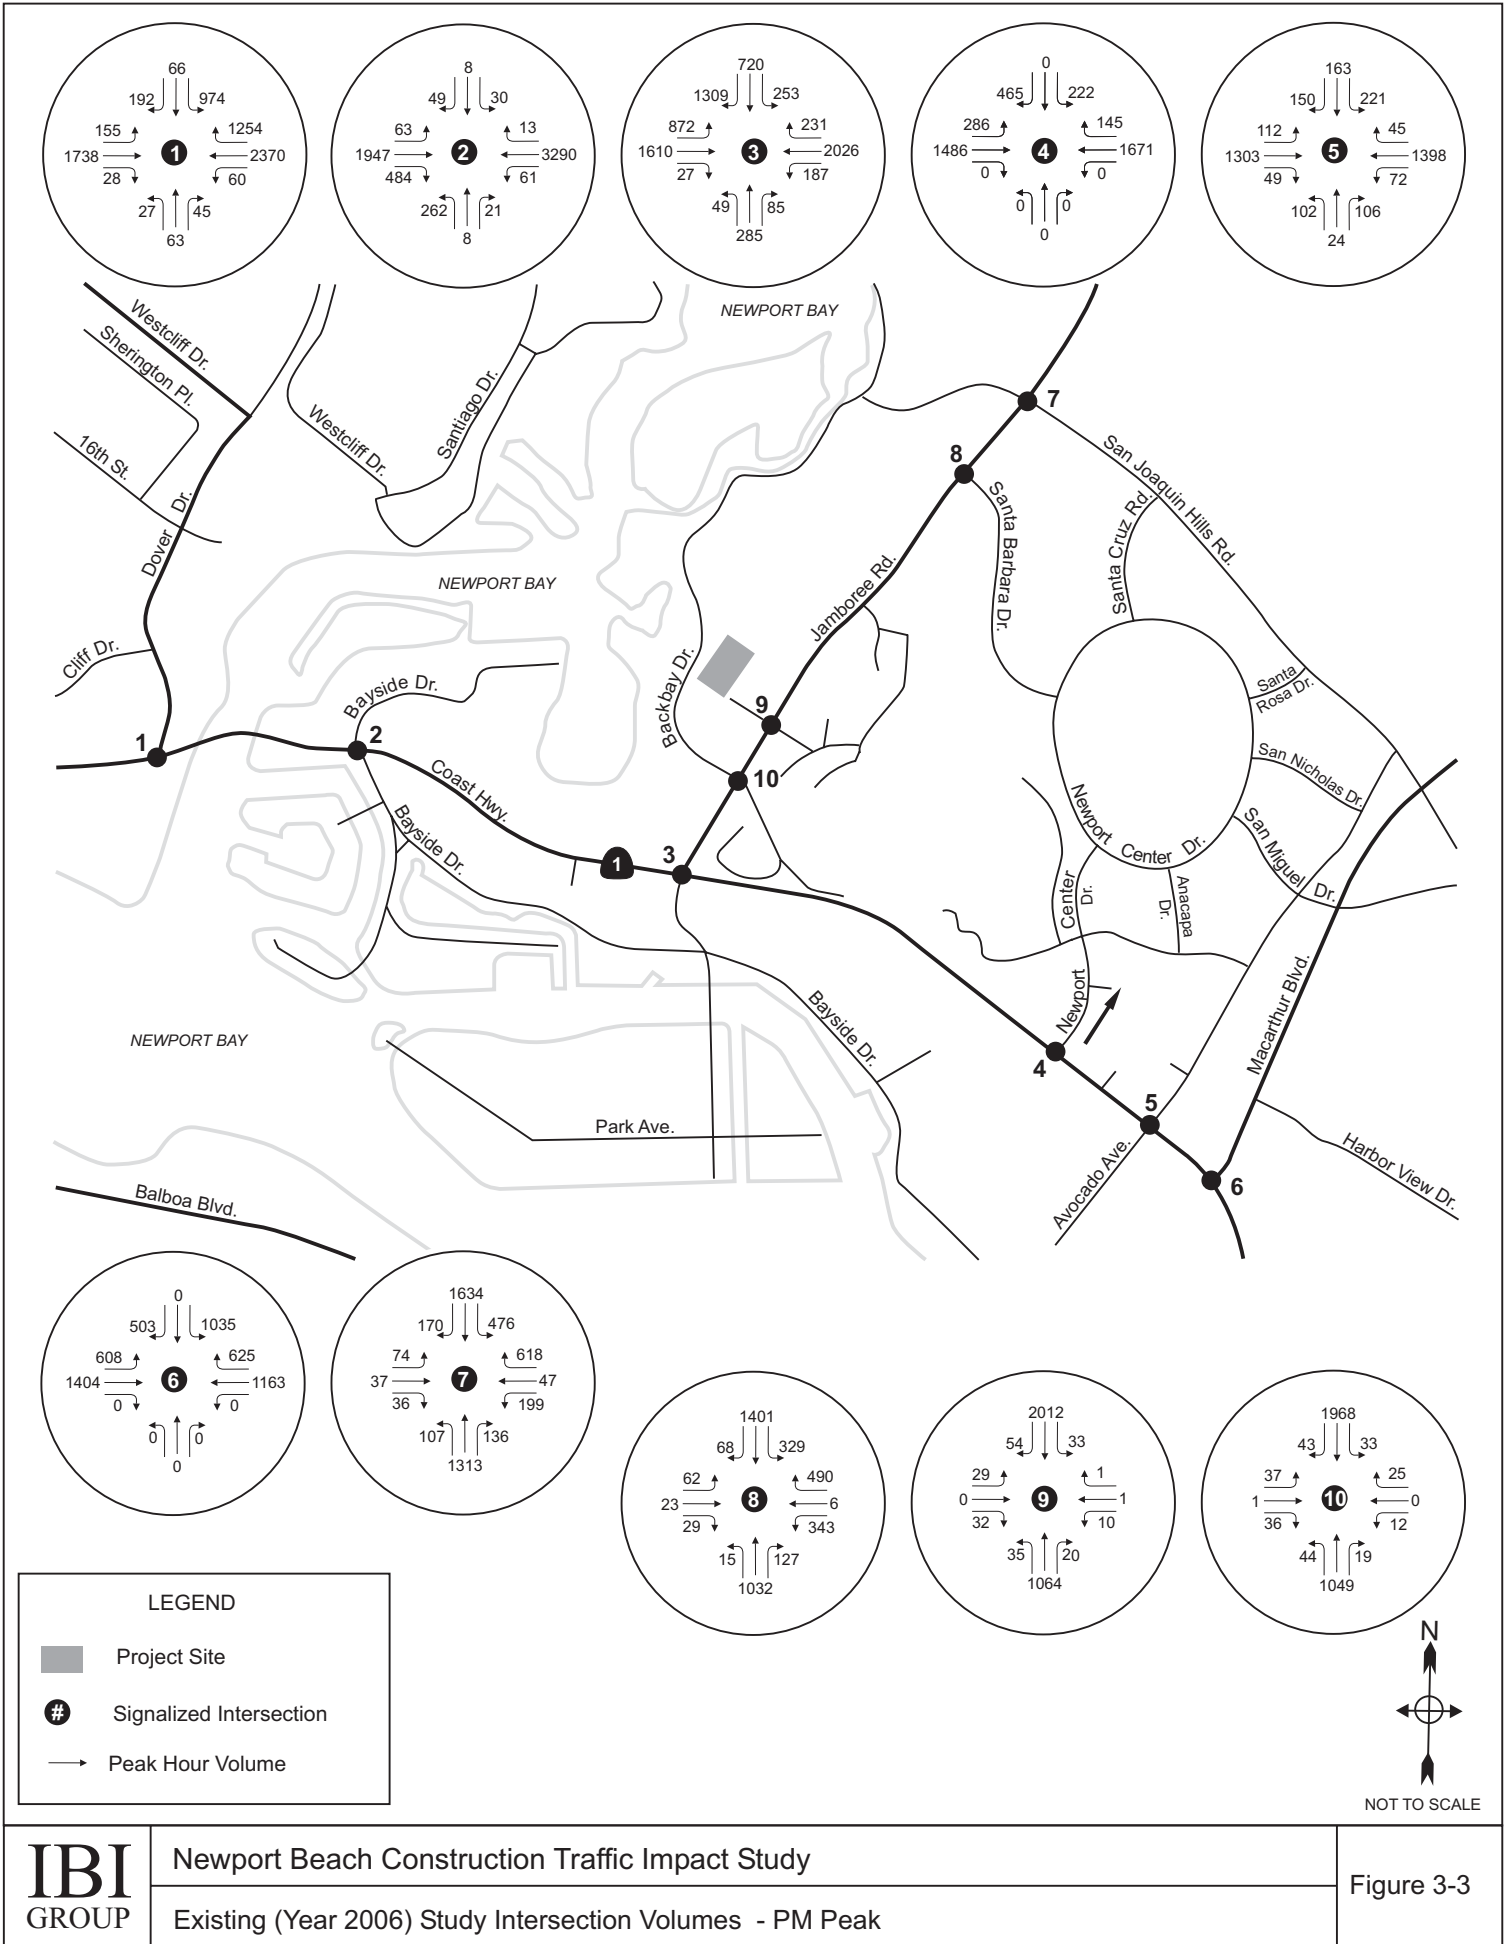 66
192 974
155 1254
1738 1 2370
28 60
27 45
63
8
49 30
63 13
1947 2 3290
484 61
262 21
8
720
1309 253
872 231
1610 3 2026
27 187
49 85
285
0
465 222
286 145
1486 4 1671
0 0
0 0
0
163
150 221
112 45
1303 5 1398
49 72
102 106
24
NEWPORT BAY
Westcliff Dr.
Sherington Pl.
16th St.
Dover Dr.
Cliff Dr.
Westcliff Dr.
Santiago Dr.
NEWPORT BAY
Bayside Dr.
1
2
Coast Hwy.
Bayside Dr.
1
3
Backbay Dr.
Jamboree Rd.
7
8
9
10
San Joaquin Hills Rd.
Santa Cruz Rd.
Santa Barbara Dr.
Santa
Rosa Dr.
San Nicholas Dr.
San Miguel Dr.
Newport Center Dr.
Anacapa
Dr.
Newport Center
Dr.
Macarthur Blvd.
Bayside Dr.
NEWPORT BAY
Park Ave.
4
5
6
Avocado Ave.
Harbor View Dr.
Balboa Blvd.
0
503 1035
608 625
1404 6 1163
0 0
0 0
0
1634
170 476
74 618
37 7 47
36 199
107 136
1313
1401
68 329
62 490
23 8 6
29 343
15 127
1032
2012
54 33
29 1
0 9 1
32 10
35 20
1064
1968
43 33
37 25
1 10 0
36 12
44 19
1049
LEGEND
Project Site
# Signalized Intersection
Peak Hour Volume
N
NOT TO SCALE
IBI
GROUP
Newport Beach Construction Traffic Impact Study
Existing (Year 2006) Study Intersection Volumes - PM Peak
Figure 3-3